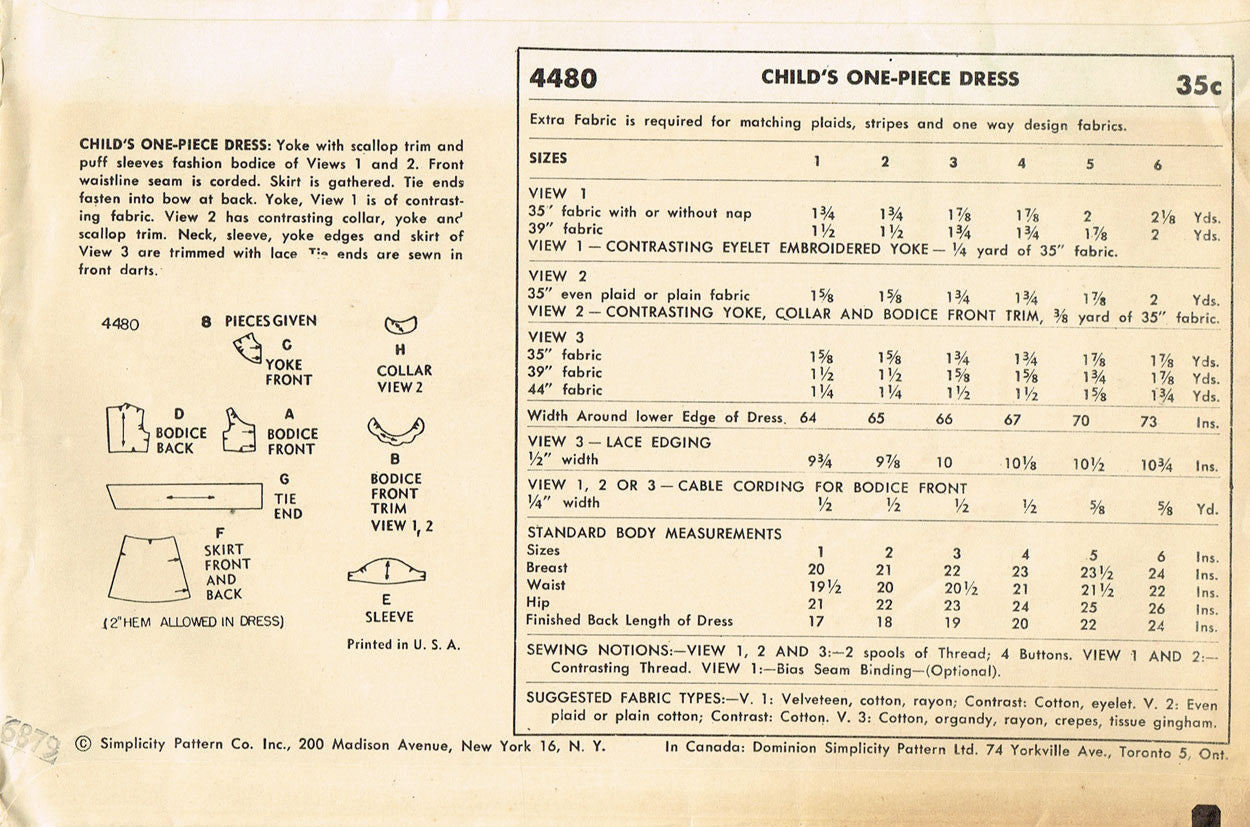 CHILD'S ONE-PIECE DRESS: Yoke with scallop trim and
puff sleeves fashion bodice of Views 1 and 2. Front
waistline seam is corded. Skirt is gathered. Tie ends
fasten into bow at back. Yoke, View 1 is of contrast-
ing fabric. View 2 has contrasting collar, yoke and
scallop trim. Neck, sleeve, yoke edges and skirt of
View 3 are trimmed with lace Tie ends are sewn in
front darts.
4480
8 PIECES GIVEN
C
YOKE
FRONT
H
COLLAR
VIEW 2
D
BODICE
BACK
A
BODICE
FRONT
B
BODICE
FRONT
TRIM
VIEW 1, 2
G
TIE
END
F
SKIRT
FRONT
AND
BACK
E
SLEEVE
(2" HEM ALLOWED IN DRESS)
Printed in U. S. A.
4480 CHILD'S ONE-PIECE DRESS 35c
Extra Fabric is required for matching plaids, stripes and one way design fabrics.
SIZES 1 2 3 4 5 6
VIEW 1
35" fabric with or without nap 1¾ 1¾ 1⅞ 1⅞ 2 2⅛ Yds.
39" fabric 1½ 1½ 1¾ 1¾ 1⅞ 2 Yds.
VIEW 1 — CONTRASTING EYELET EMBROIDERED YOKE — ¼ yard of 35" fabric.
VIEW 2
35" even plaid or plain fabric 1⅝ 1⅝ 1¾ 1¾ 1⅞ 2 Yds.
VIEW 2 — CONTRASTING YOKE, COLLAR AND BODICE FRONT TRIM, ⅜ yard of 35" fabric.
VIEW 3
35" fabric 1⅝ 1⅝ 1¾ 1¾ 1⅞ 1⅞ Yds.
39" fabric 1½ 1½ 1⅝ 1⅝ 1¾ 1⅞ Yds.
44" fabric 1¼ 1¼ 1½ 1½ 1⅝ 1¾ Yds.
Width Around lower Edge of Dress. 64 65 66 67 70 73 Ins.
VIEW 3 — LACE EDGING
½" width 9¾ 9⅞ 10 10⅛ 10½ 10¾ Ins.
VIEW 1, 2 OR 3 — CABLE CORDING FOR BODICE FRONT
¼" width ½ ½ ½ ½ ⅝ ⅝ Yd.
STANDARD BODY MEASUREMENTS
Sizes 1 2 3 4 5 6 Ins.
Breast 20 21 22 23 23½ 24 Ins.
Waist 19½ 20 20½ 21 21½ 22 Ins.
Hip 21 22 23 24 25 26 Ins.
Finished Back Length of Dress 17 18 19 20 22 24 Ins.
SEWING NOTIONS:—VIEW 1, 2 AND 3:—2 spools of Thread; 4 Buttons. VIEW 1 AND 2:—
Contrasting Thread. VIEW 1:—Bias Seam Binding—(Optional).
SUGGESTED FABRIC TYPES:—V. 1: Velveteen, cotton, rayon; Contrast: Cotton, eyelet. V. 2: Even
plaid or plain cotton; Contrast: Cotton. V. 3: Cotton, organdy, rayon, crepes, tissue gingham.
6879
© Simplicity Pattern Co. Inc., 200 Madison Avenue, New York 16, N. Y. In Canada: Dominion Simplicity Pattern Ltd. 74 Yorkville Ave., Toronto 5, Ont.